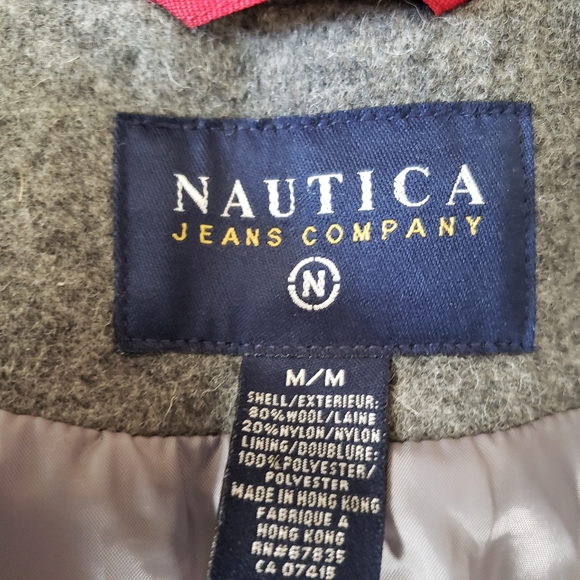 NAUTICA
JEANS COMPANY
N
M/M
SHELL/EXTERIEUR:
80%WOOL/LAINE
20%NYLON/NYLON
LINING/DOUBLURE:
100%POLYESTER/
POLYESTER
MADE IN HONG KONG
FABRIQUE A
HONG KONG
RN#67835
CA 07415